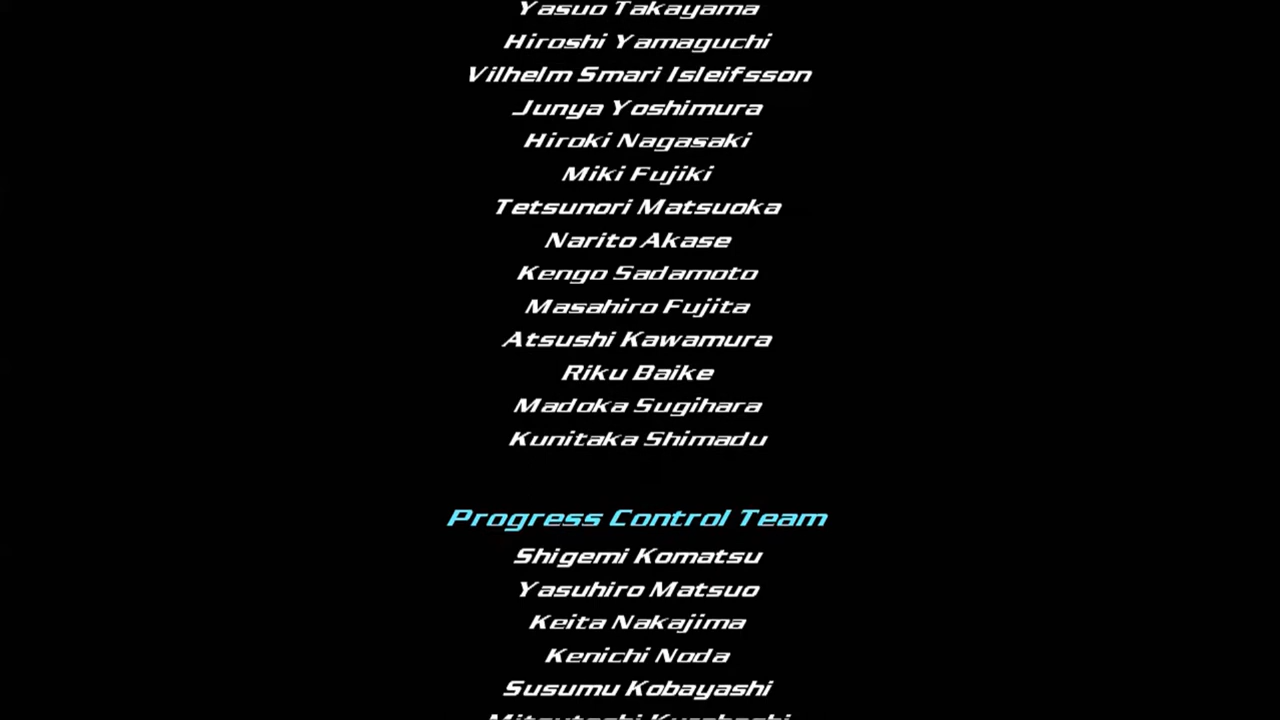 Yasuo Takayama
Hiroshi Yamaguchi
Vilhelm Smari Isleifsson
Junya Yoshimura
Hiroki Nagasaki
Miki Fujiki
Tetsunori Matsuoka
Narito Akase
Kengo Sadamoto
Masahiro Fujita
Atsushi Kawamura
Riku Baike
Madoka Sugihara
Kunitaka Shimadu
Progress Control Team
Shigemi Komatsu
Yasuhiro Matsuo
Keita Nakajima
Kenichi Noda
Susumu Kobayashi